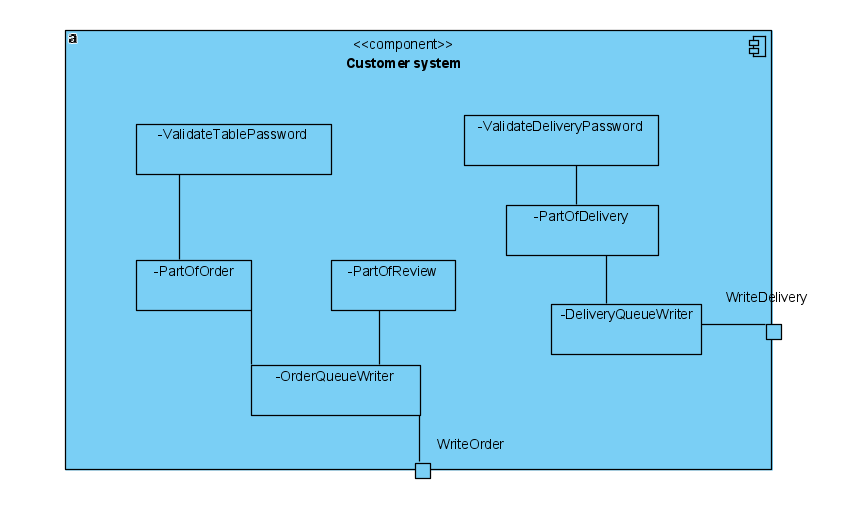 a
<<component>>
Customer system
-ValidateTablePassword
-ValidateDeliveryPassword
-PartOfDelivery
-PartOfOrder
-PartOfReview
WriteDelivery
-DeliveryQueueWriter
-OrderQueueWriter
WriteOrder